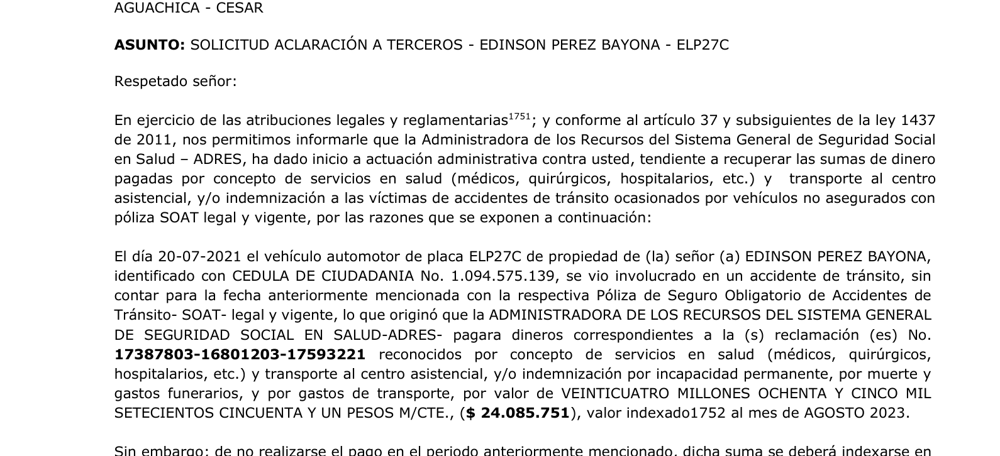 AGUACHICA - CESAR
ASUNTO: SOLICITUD ACLARACIÓN A TERCEROS - EDINSON PEREZ BAYONA - ELP27C
Respetado señor:
En ejercicio de las atribuciones legales y reglamentarias1751; y conforme al artículo 37 y subsiguientes de la ley 1437
de 2011, nos permitimos informarle que la Administradora de los Recursos del Sistema General de Seguridad Social
en Salud – ADRES, ha dado inicio a actuación administrativa contra usted, tendiente a recuperar las sumas de dinero
pagadas por concepto de servicios en salud (médicos, quirúrgicos, hospitalarios, etc.) y  transporte al centro
asistencial, y/o indemnización a las víctimas de accidentes de tránsito ocasionados por vehículos no asegurados con
póliza SOAT legal y vigente, por las razones que se exponen a continuación:
El día 20-07-2021 el vehículo automotor de placa ELP27C de propiedad de (la) señor (a) EDINSON PEREZ BAYONA,
identificado con CEDULA DE CIUDADANIA No. 1.094.575.139, se vio involucrado en un accidente de tránsito, sin
contar para la fecha anteriormente mencionada con la respectiva Póliza de Seguro Obligatorio de Accidentes de
Tránsito- SOAT- legal y vigente, lo que originó que la ADMINISTRADORA DE LOS RECURSOS DEL SISTEMA GENERAL
DE SEGURIDAD SOCIAL EN SALUD-ADRES- pagara dineros correspondientes a la (s) reclamación (es) No.
17387803-16801203-17593221 reconocidos por concepto de servicios en salud (médicos, quirúrgicos,
hospitalarios, etc.) y transporte al centro asistencial, y/o indemnización por incapacidad permanente, por muerte y
gastos funerarios, y por gastos de transporte, por valor de VEINTICUATRO MILLONES OCHENTA Y CINCO MIL
SETECIENTOS CINCUENTA Y UN PESOS M/CTE., ($ 24.085.751), valor indexado1752 al mes de AGOSTO 2023.
Sin embargo; de no realizarse el pago en el periodo anteriormente mencionado, dicha suma se deberá indexarse en